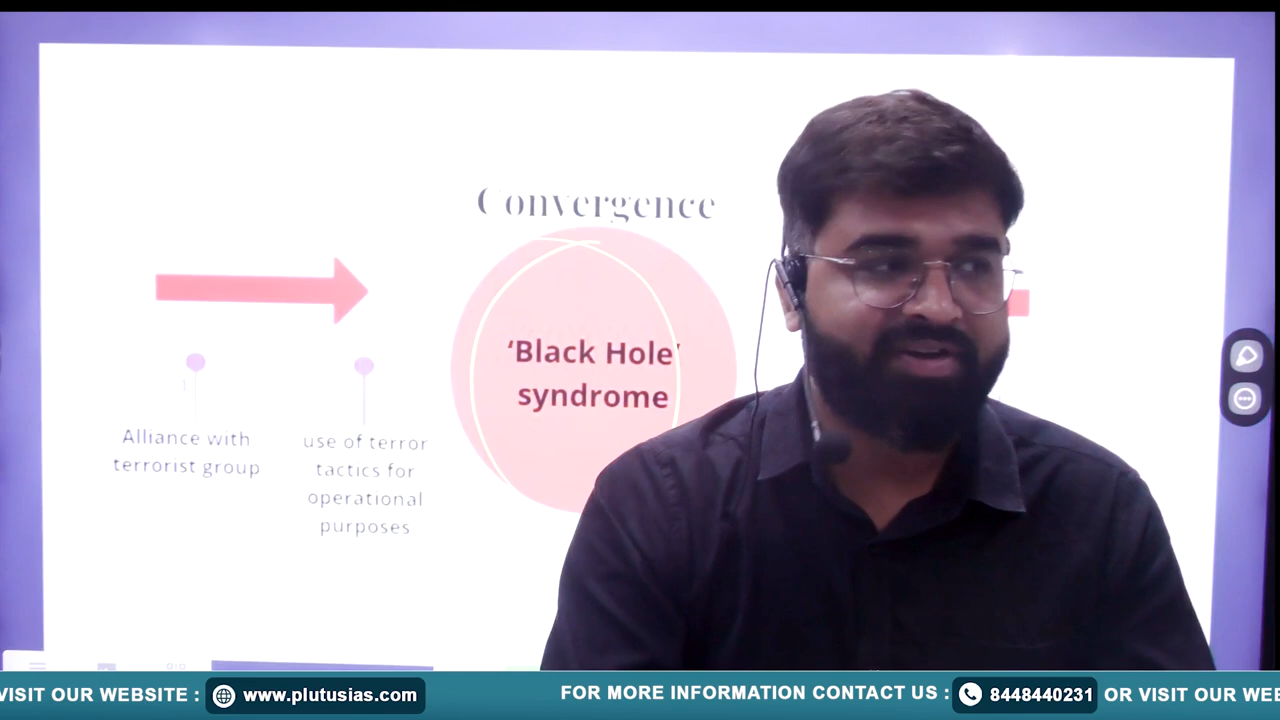 Convergence
‘Black Hole’
syndrome
Alliance with
terrorist group
use of terror
tactics for
operational
purposes
VISIT OUR WEBSITE : www.plutusias.com
FOR MORE INFORMATION CONTACT US : 8448440231 OR VISIT OUR